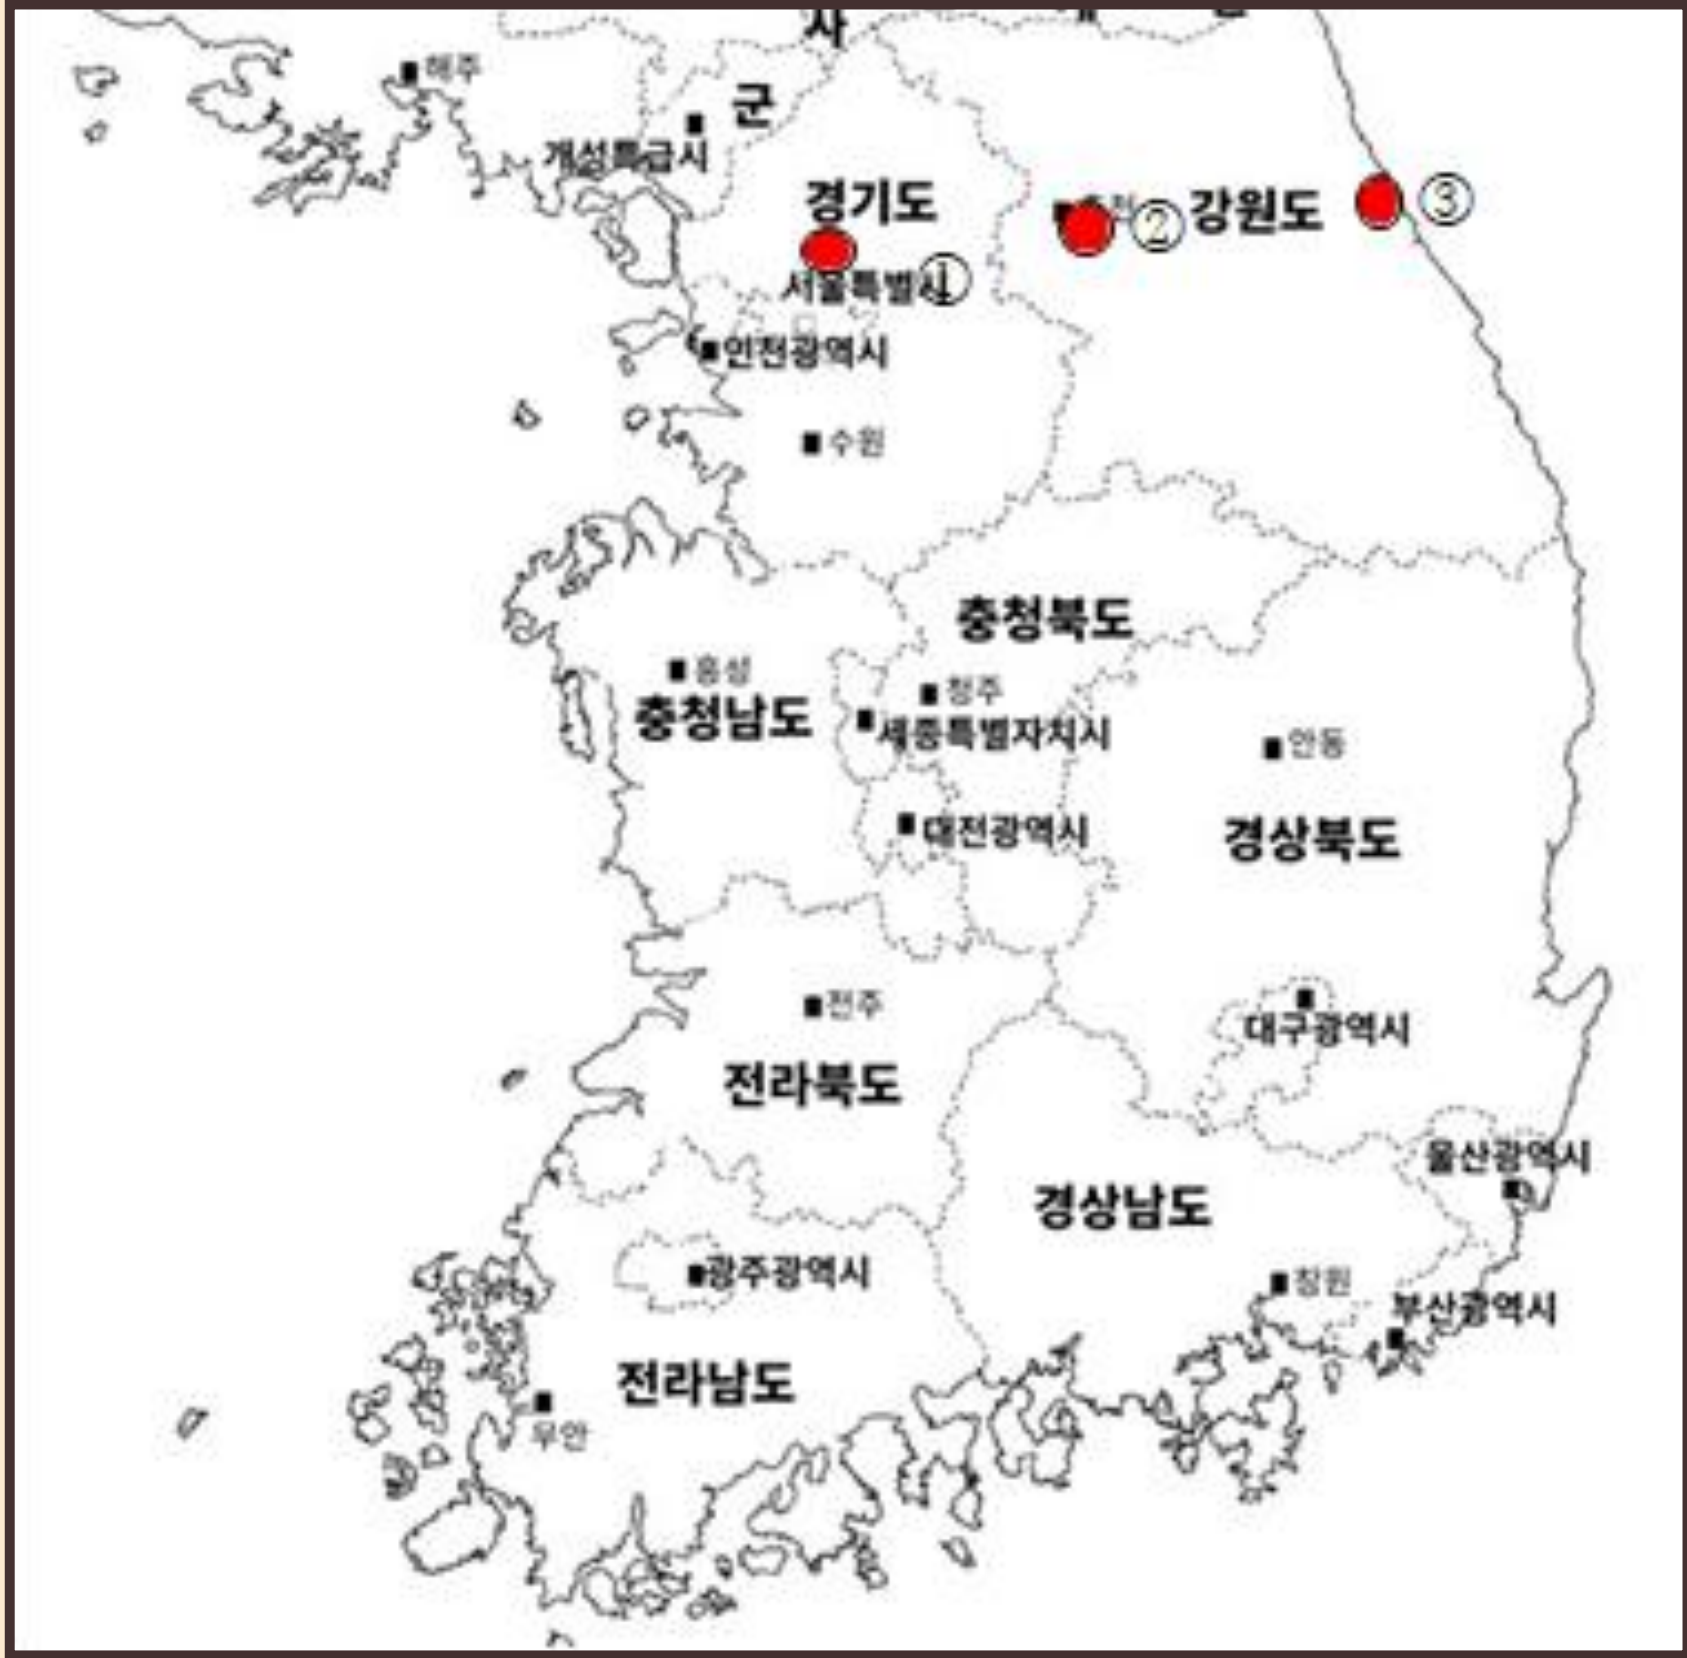 사
해주
군
개성특급시
경기도
강원도
③
②
서울특별시
①
인천광역시
수원
충청북도
홍성
청주
충청남도
세종특별자치시
안동
대전광역시
경상북도
전주
대구광역시
전라북도
울산광역시
경상남도
광주광역시
창원
부산광역시
전라남도
무안